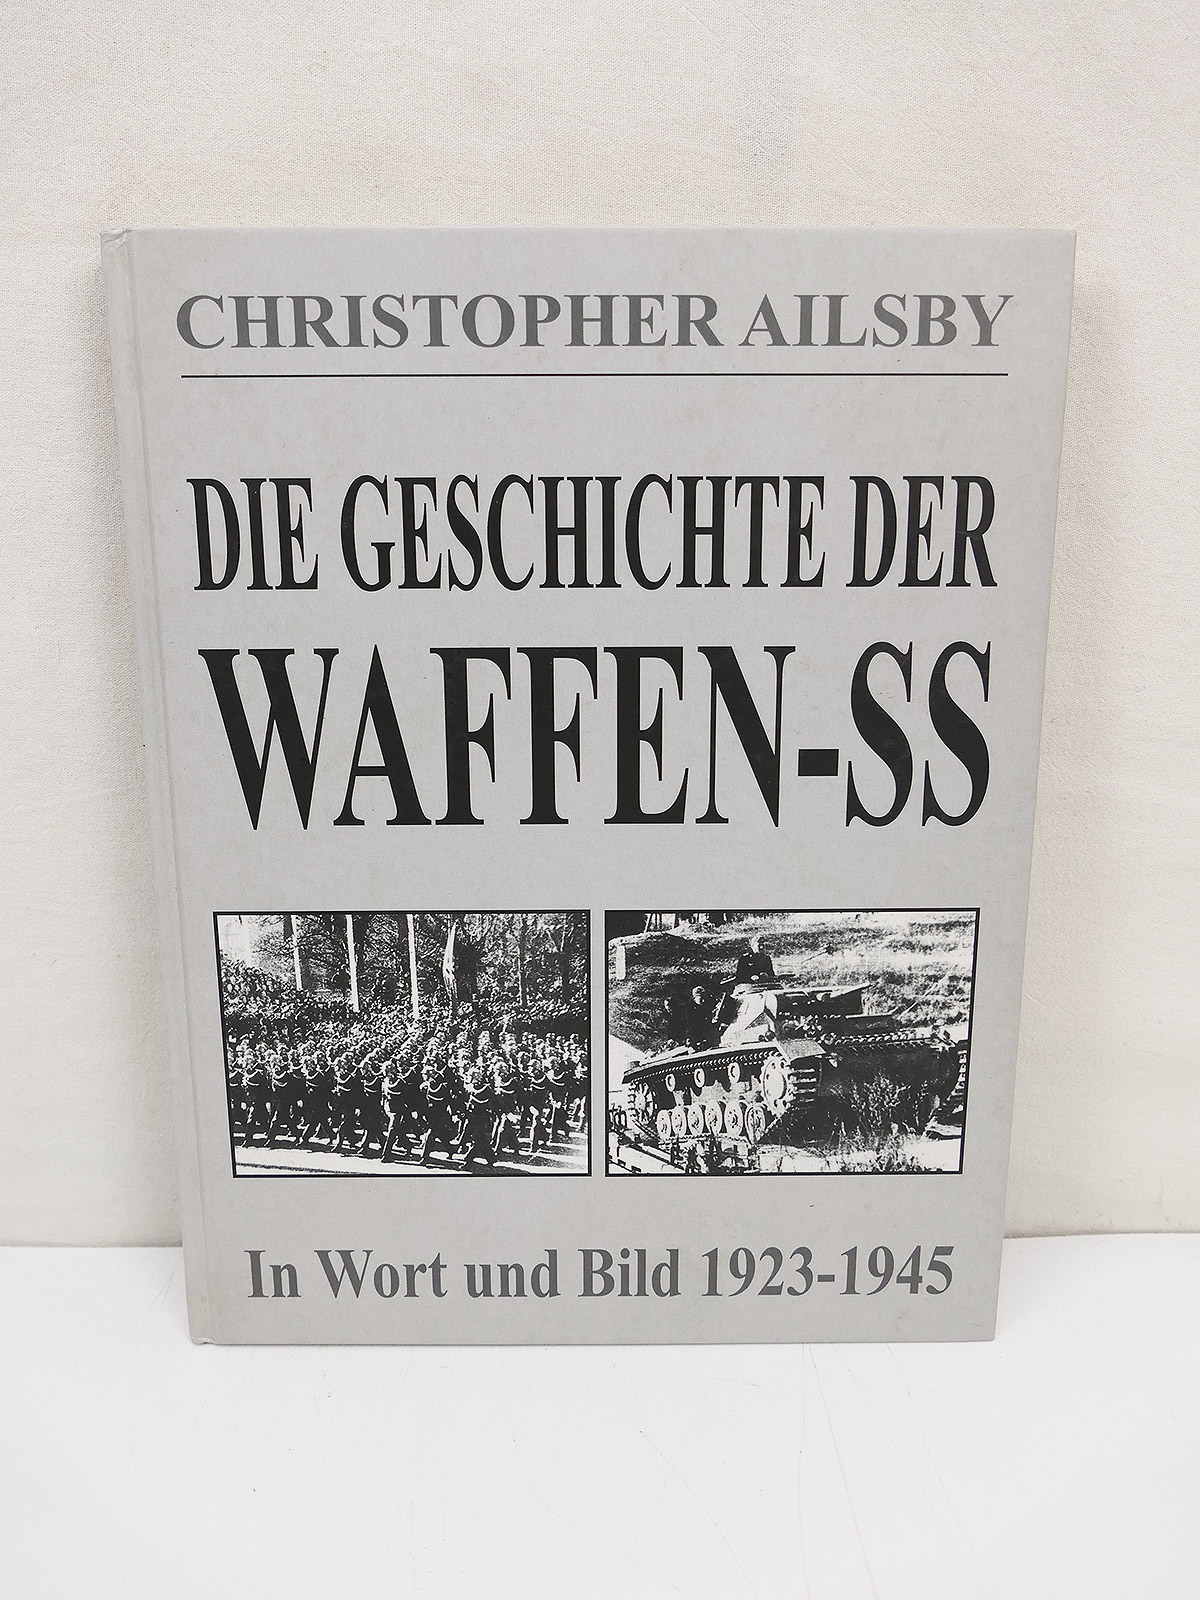 CHRISTOPHER AILSBY
DIE GESCHICHTE DER
WAFFEN-SS
In Wort und Bild 1923-1945